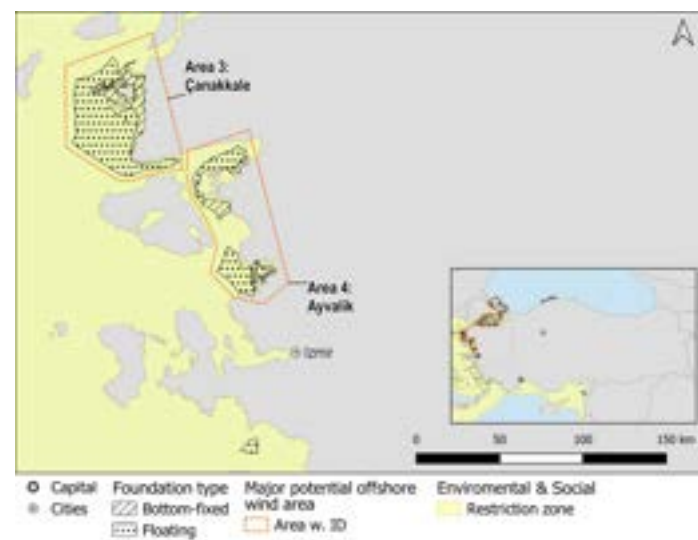 Area 3:
Çanakkale
Area 4:
Ayvalik
Izmir
0 50 100 150 km
Capital
Cities
Foundation type
Bottom-fixed
Floating
Major potential offshore
wind area
Area w. ID
Enviromental & Social
Restriction zone